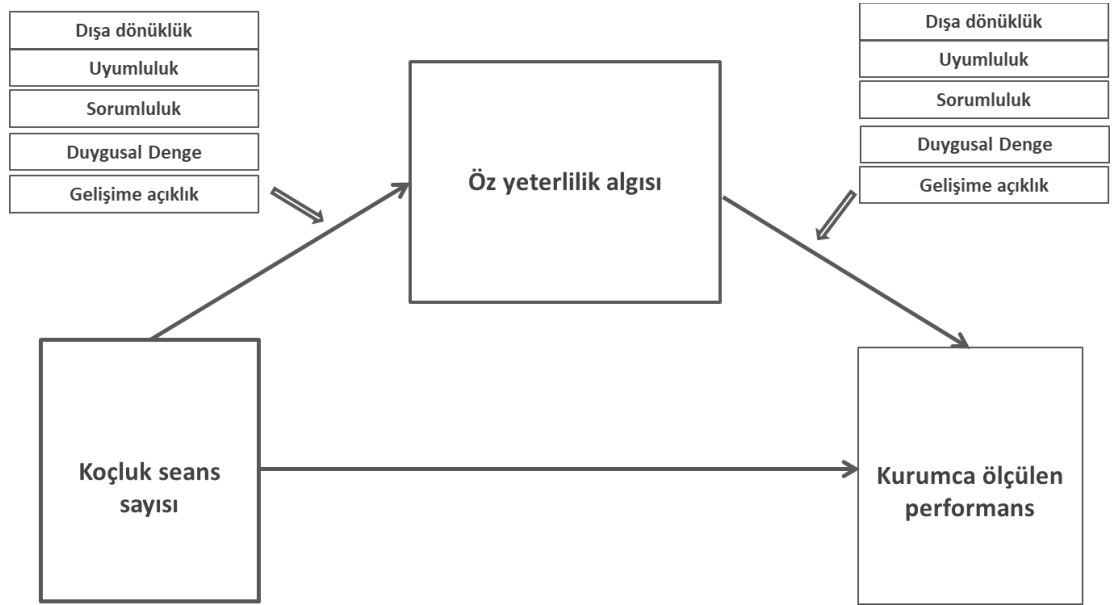 Dışa dönüklük
Uyumluluk
Sorumluluk
Duygusal Denge
Gelişime açıklık
Öz yeterlilik algısı
Dışa dönüklük
Uyumluluk
Sorumluluk
Duygusal Denge
Gelişime açıklık
Koçluk seans
sayısı
Kurumca ölçülen
performans